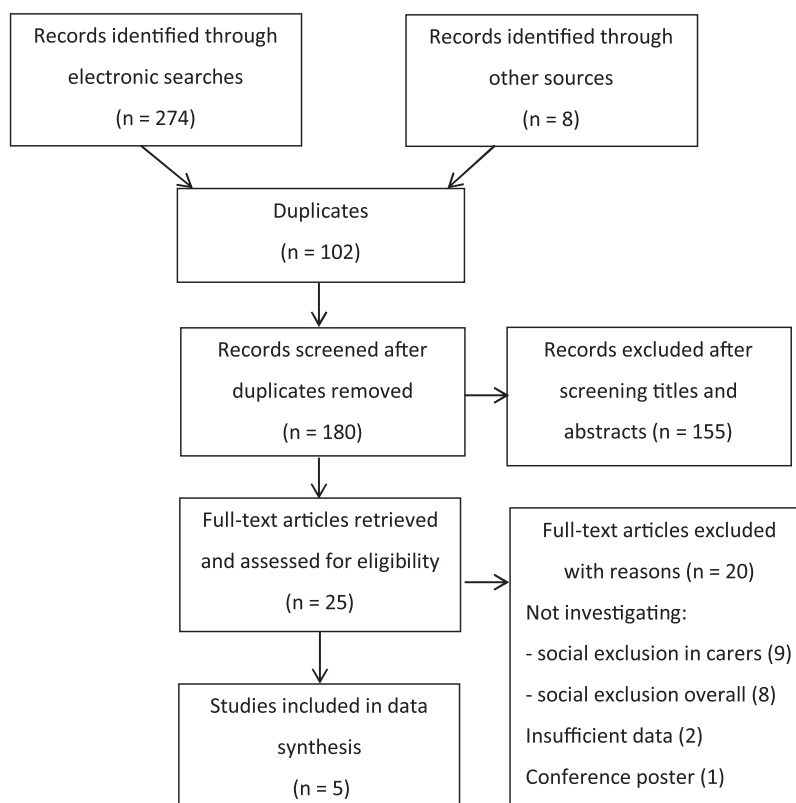 Records identified through
electronic searches
(n = 274)
Records identified through
other sources
(n = 8)
Duplicates
(n = 102)
Records screened after
duplicates removed
(n = 180)
Records excluded after
screening titles and
abstracts (n = 155)
Full-text articles retrieved
and assessed for eligibility
(n = 25)
Full-text articles excluded
with reasons (n = 20)
Not investigating:
- social exclusion in carers (9)
- social exclusion overall (8)
Insufficient data (2)
Conference poster (1)
Studies included in data
synthesis
(n = 5)